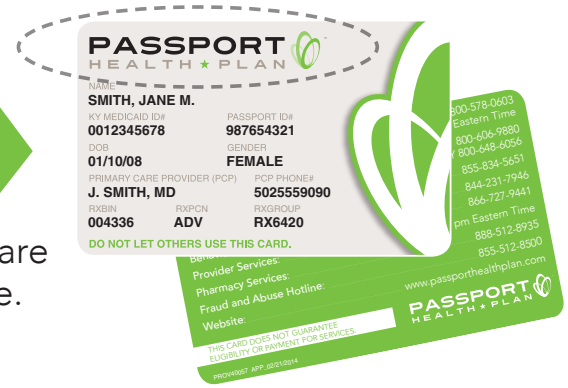 PASSPORT
HEALTH★PLAN
NAME
SMITH, JANE M.
KY MEDICAID ID# PASSPORT ID#
0012345678 987654321
DOB GENDER
01/10/08 FEMALE
PRIMARY CARE PROVIDER (PCP) PCP PHONE#
J. SMITH, MD 5025559090
RXBIN RXPCN RXGROUP
004336 ADV RX6420
DO NOT LET OTHERS USE THIS CARD.
are
e.
800-578-0603
Eastern Time
800-606-9880
800-648-6056
855-834-5651
844-231-7946
866-727-9441
pm Eastern Time
888-512-8935
Provider Services:
855-512-8500
Pharmacy Services:
Fraud and Abuse Hotline:
Website: www.passporthealthplan.com
PASSPORT
HEALTH★PLAN
THIS CARD DOES NOT GUARANTEE
ELIGIBILITY OR PAYMENT FOR SERVICES.
PROV40057 APP_02/21/2014